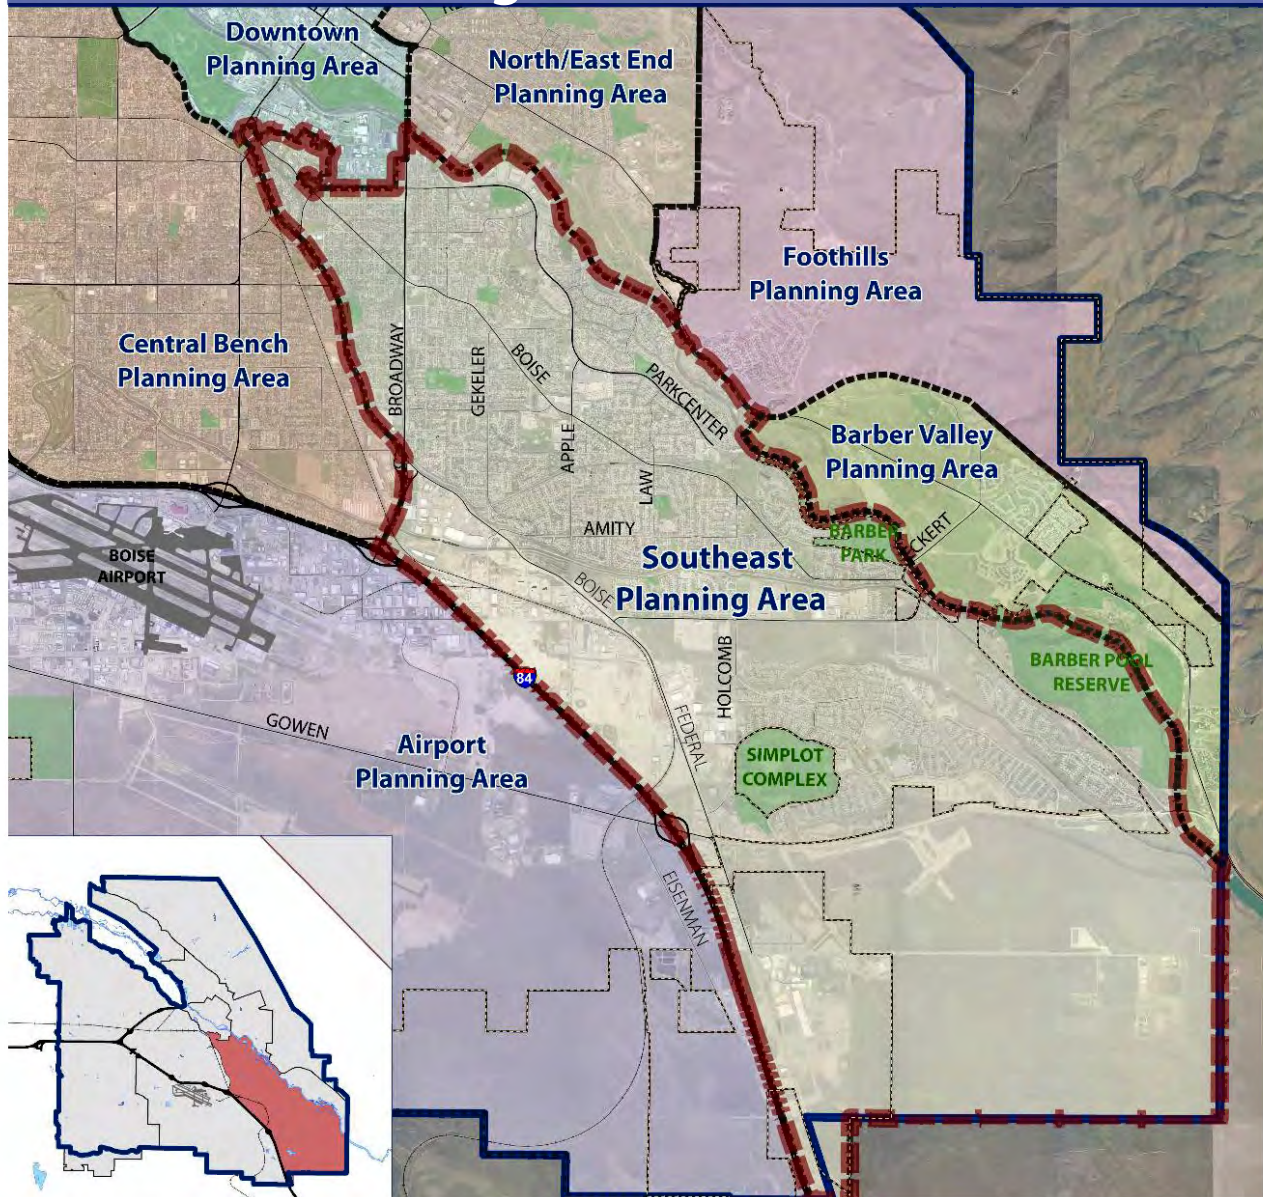 Downtown
Planning Area
North/East End
Planning Area
Foothills
Planning Area
Central Bench
Planning Area
BROADWAY
GEKELER
BOISE
APPLE
PARKCENTER
LAW
Barber Valley
Planning Area
AMITY
BARBER
PARK
ECKERT
BOISE
AIRPORT
Southeast
Planning Area
BOISE
HOLCOMB
BARBER POOL
RESERVE
84
FEDERAL
GOWEN
Airport
Planning Area
SIMPLOT
COMPLEX
EISENMAN